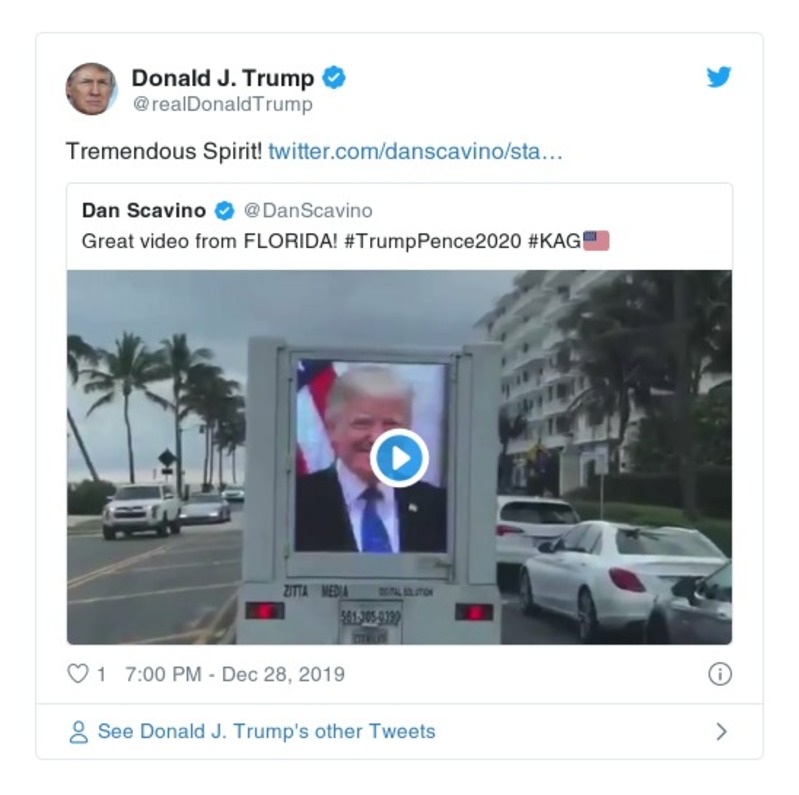 Donald J. Trump
@realDonaldTrump
Tremendous Spirit! twitter.com/danscavino/sta…
Dan Scavino @DanScavino
Great video from FLORIDA! #TrumpPence2020 #KAG🇺🇸
ZITTA MEDIA DIGITAL SOLUTION
561-305-0390
1 7:00 PM - Dec 28, 2019
See Donald J. Trump's other Tweets